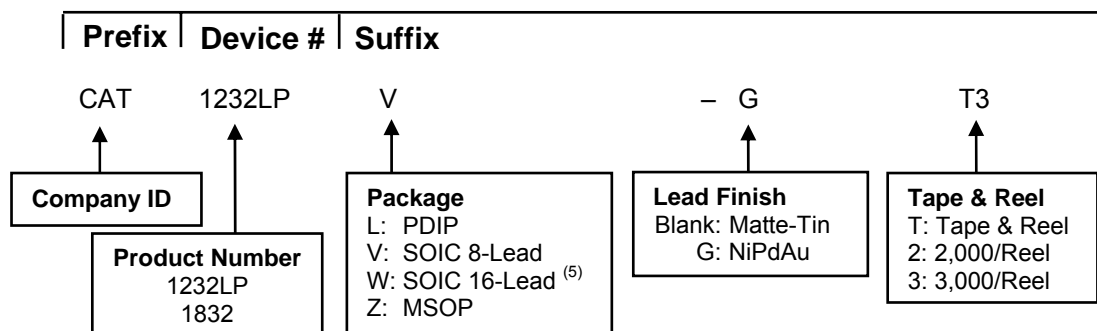 Prefix Device # Suffix
CAT 1232LP V – G T3
Company ID
Product Number
1232LP
1832
Package
L: PDIP
V: SOIC 8-Lead
W: SOIC 16-Lead (5)
Z: MSOP
Lead Finish
Blank: Matte-Tin
G: NiPdAu
Tape & Reel
T: Tape & Reel
2: 2,000/Reel
3: 3,000/Reel